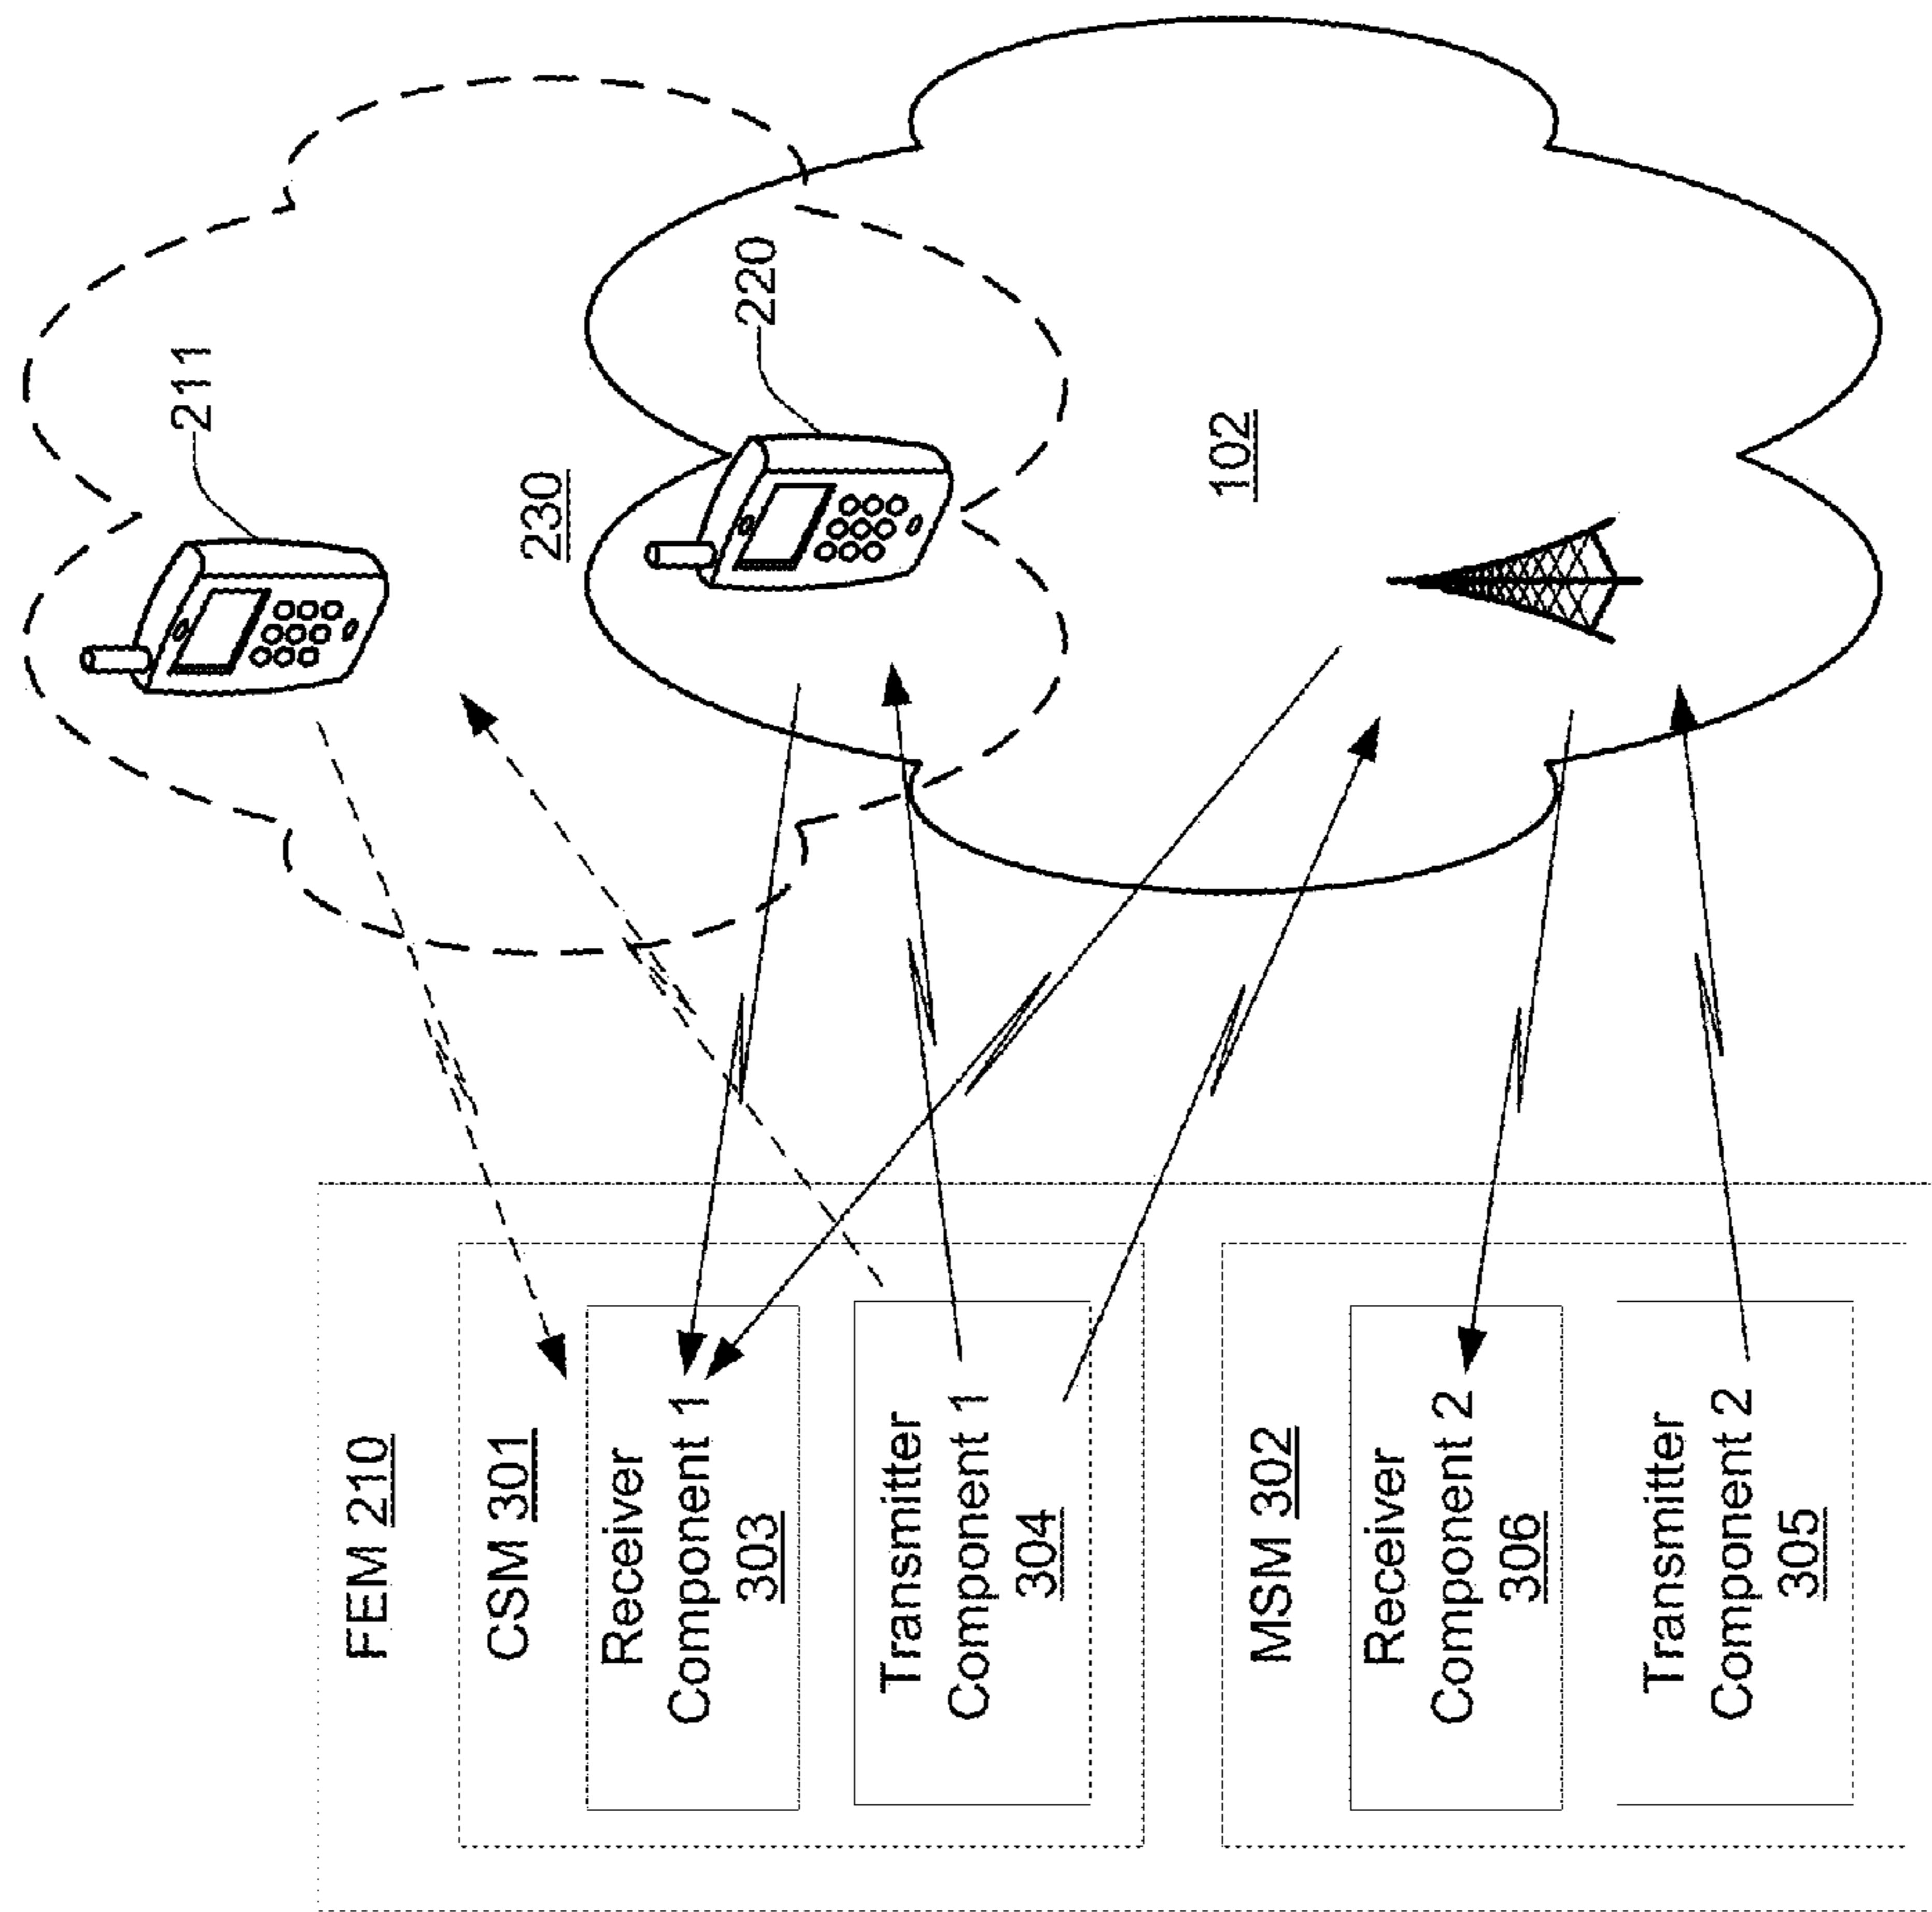 FEM 210
CSM 301
Receiver
Component 1
303
Transmitter
Component 1
304
MSM 302
Receiver
Component 2
306
Transmitter
Component 2
305
211
230
220
102